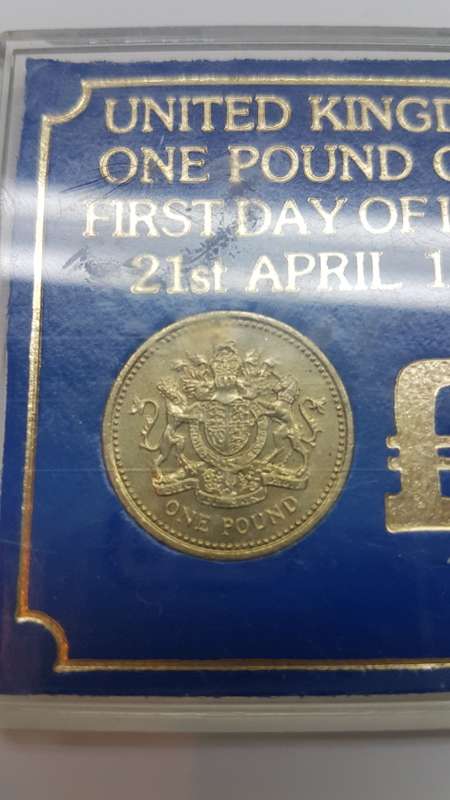 UNITED KINGD
ONE POUND C
FIRST DAY OF I
21st APRIL 1
£
ONE POUND